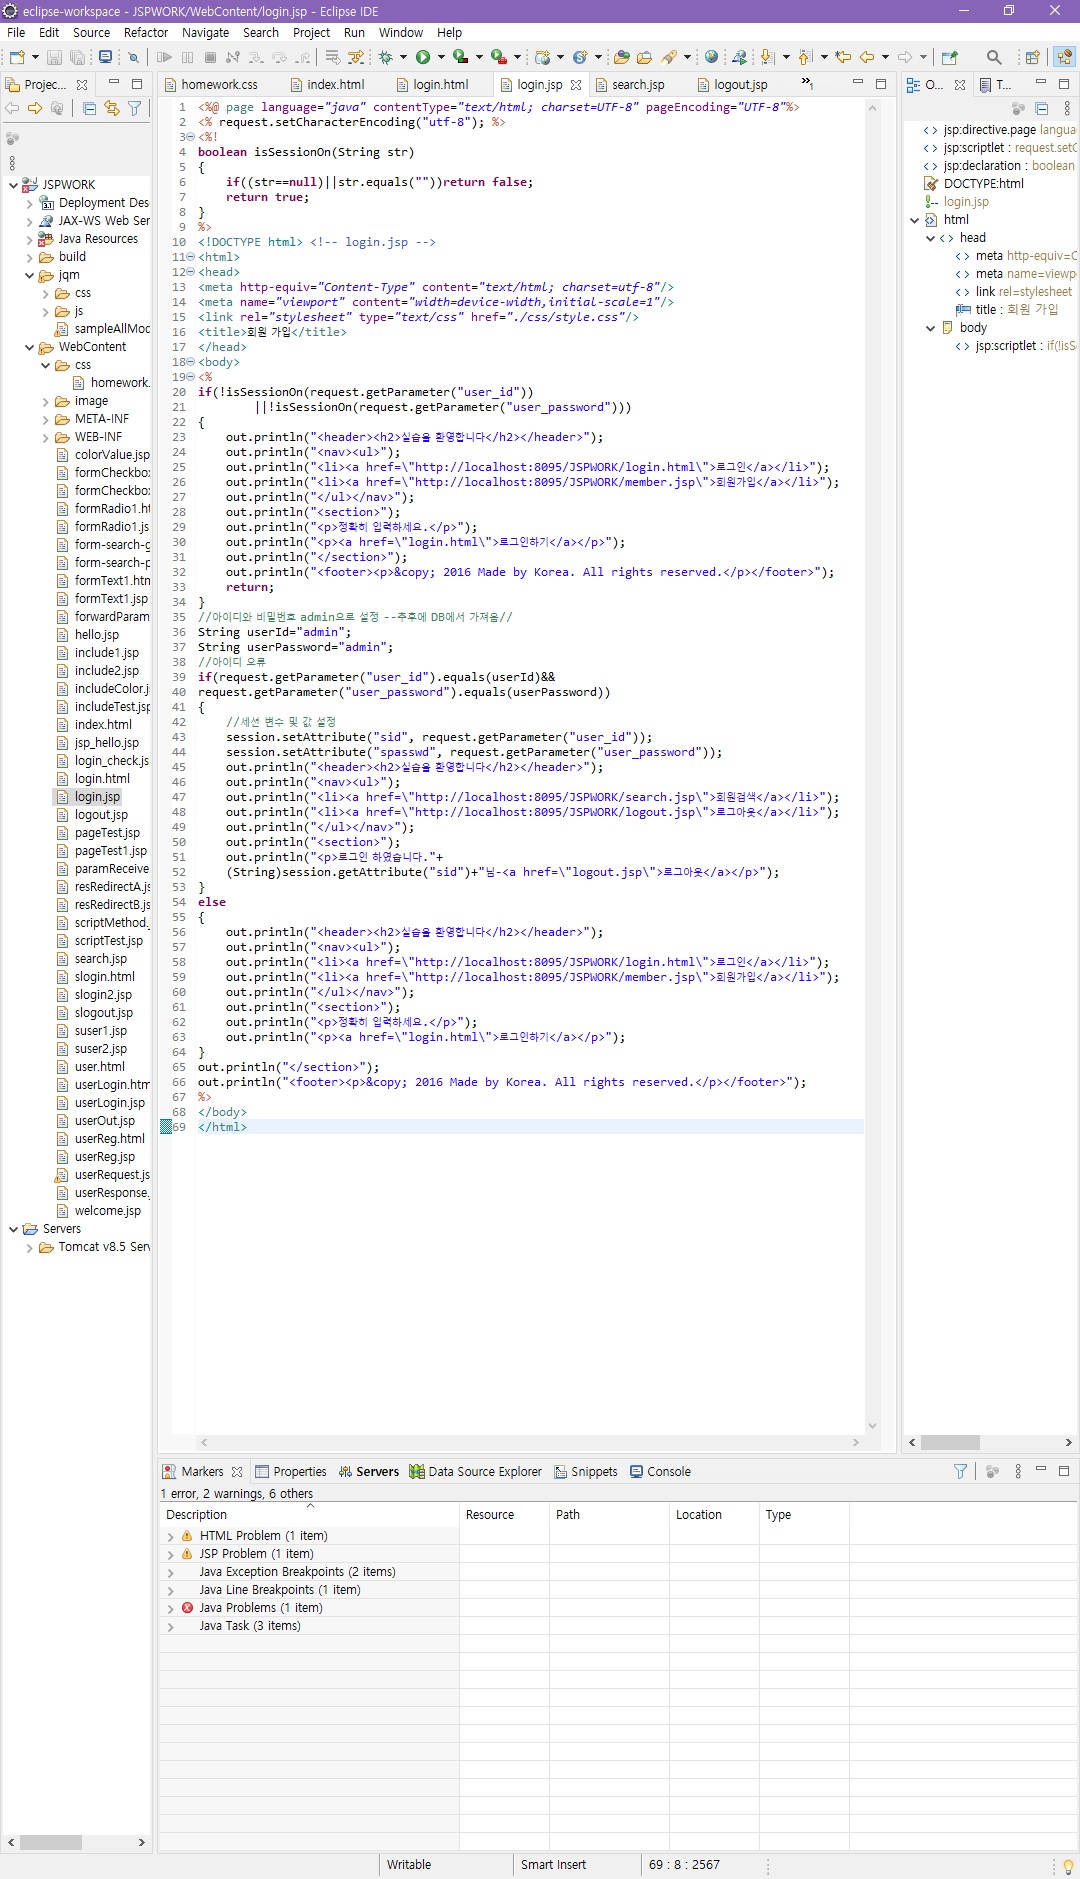 eclipse-workspace - JSPWORK/WebContent/login.jsp - Eclipse IDE
File Edit Source Refactor Navigate Search Project Run Window Help
Projec...
homework.css index.html login.html login.jsp search.jsp logout.jsp »1
O... T...
JSPWORK
Deployment Des
JAX-WS Web Ser
Java Resources
build
jqm
css
js
sampleAllMoc
WebContent
css
homework.
image
META-INF
WEB-INF
colorValue.jsp
formCheckbo
formCheckbo
formRadio1.ht
formRadio1.js
form-search-g
form-search-p
formText1.htm
formText1.jsp
forwardParam
hello.jsp
include1.jsp
include2.jsp
includeColor.j
includeTest.jsp
index.html
jsp_hello.jsp
login_check.js
login.html
login.jsp
logout.jsp
pageTest.jsp
pageTest1.jsp
paramReceive
resRedirectA.js
resRedirectB.js
scriptMethod.
scriptTest.jsp
search.jsp
slogin.html
slogin2.jsp
slogout.jsp
suser1.jsp
suser2.jsp
user.html
userLogin.htm
userLogin.jsp
userOut.jsp
userReg.html
userReg.jsp
userRequest.js
userResponse.
welcome.jsp
Servers
Tomcat v8.5 Serv
1 <%@ page language="java" contentType="text/html; charset=UTF-8" pageEncoding="UTF-8"%>
2 <% request.setCharacterEncoding("utf-8"); %>
3 <%!
4 boolean isSessionOn(String str)
5 {
6 if((str==null)||str.equals(""))return false;
7 return true;
8 }
9 %>
10 <!DOCTYPE html> <!-- login.jsp -->
11 <html>
12 <head>
13 <meta http-equiv="Content-Type" content="text/html; charset=utf-8"/>
14 <meta name="viewport" content="width=device-width,initial-scale=1"/>
15 <link rel="stylesheet" type="text/css" href="./css/style.css"/>
16 <title>회원 가입</title>
17 </head>
18 <body>
19 <%
20 if(!isSessionOn(request.getParameter("user_id"))
21 ||!isSessionOn(request.getParameter("user_password")))
22 {
23 out.println("<header><h2>실습을 환영합니다</h2></header>");
24 out.println("<nav><ul>");
25 out.println("<li><a href=\"http://localhost:8095/JSPWORK/login.html\">로그인</a></li>");
26 out.println("<li><a href=\"http://localhost:8095/JSPWORK/member.jsp\">회원가입</a></li>");
27 out.println("</ul></nav>");
28 out.println("<section>");
29 out.println("<p>정확히 입력하세요.</p>");
30 out.println("<p><a href=\"login.html\">로그인하기</a></p>");
31 out.println("</section>");
32 out.println("<footer><p>&copy; 2016 Made by Korea. All rights reserved.</p></footer>");
33 return;
34 }
35 //아이디와 비밀번호 admin으로 설정 --추후에 DB에서 가져옴//
36 String userId="admin";
37 String userPassword="admin";
38 //아이디 오류
39 if(request.getParameter("user_id").equals(userId)&&
40 request.getParameter("user_password").equals(userPassword))
41 {
42 //세션 변수 및 값 설정
43 session.setAttribute("sid", request.getParameter("user_id"));
44 session.setAttribute("spasswd", request.getParameter("user_password"));
45 out.println("<header><h2>실습을 환영합니다</h2></header>");
46 out.println("<nav><ul>");
47 out.println("<li><a href=\"http://localhost:8095/JSPWORK/search.jsp\">회원검색</a></li>");
48 out.println("<li><a href=\"http://localhost:8095/JSPWORK/logout.jsp\">로그아웃</a></li>");
49 out.println("</ul></nav>");
50 out.println("<section>");
51 out.println("<p>로그인 하였습니다."+
52 (String)session.getAttribute("sid")+"님-<a href=\"logout.jsp\">로그아웃</a></p>");
53 }
54 else
55 {
56 out.println("<header><h2>실습을 환영합니다</h2></header>");
57 out.println("<nav><ul>");
58 out.println("<li><a href=\"http://localhost:8095/JSPWORK/login.html\">로그인</a></li>");
59 out.println("<li><a href=\"http://localhost:8095/JSPWORK/member.jsp\">회원가입</a></li>");
60 out.println("</ul></nav>");
61 out.println("<section>");
62 out.println("<p>정확히 입력하세요.</p>");
63 out.println("<p><a href=\"login.html\">로그인하기</a></p>");
64 }
65 out.println("</section>");
66 out.println("<footer><p>&copy; 2016 Made by Korea. All rights reserved.</p></footer>");
67 %>
68 </body>
69 </html>
jsp:directive.page langua
jsp:scriptlet : request.setC
jsp:declaration : boolean
DOCTYPE:html
login.jsp
html
head
meta http-equiv=C
meta name=viewp
link rel=stylesheet
title : 회원 가입
body
jsp:scriptlet : if(!isS
Markers Properties Servers Data Source Explorer Snippets Console
1 error, 2 warnings, 6 others
Description Resource Path Location Type
HTML Problem (1 item)
JSP Problem (1 item)
Java Exception Breakpoints (2 items)
Java Line Breakpoints (1 item)
Java Problems (1 item)
Java Task (3 items)
Writable Smart Insert 69 : 8 : 2567